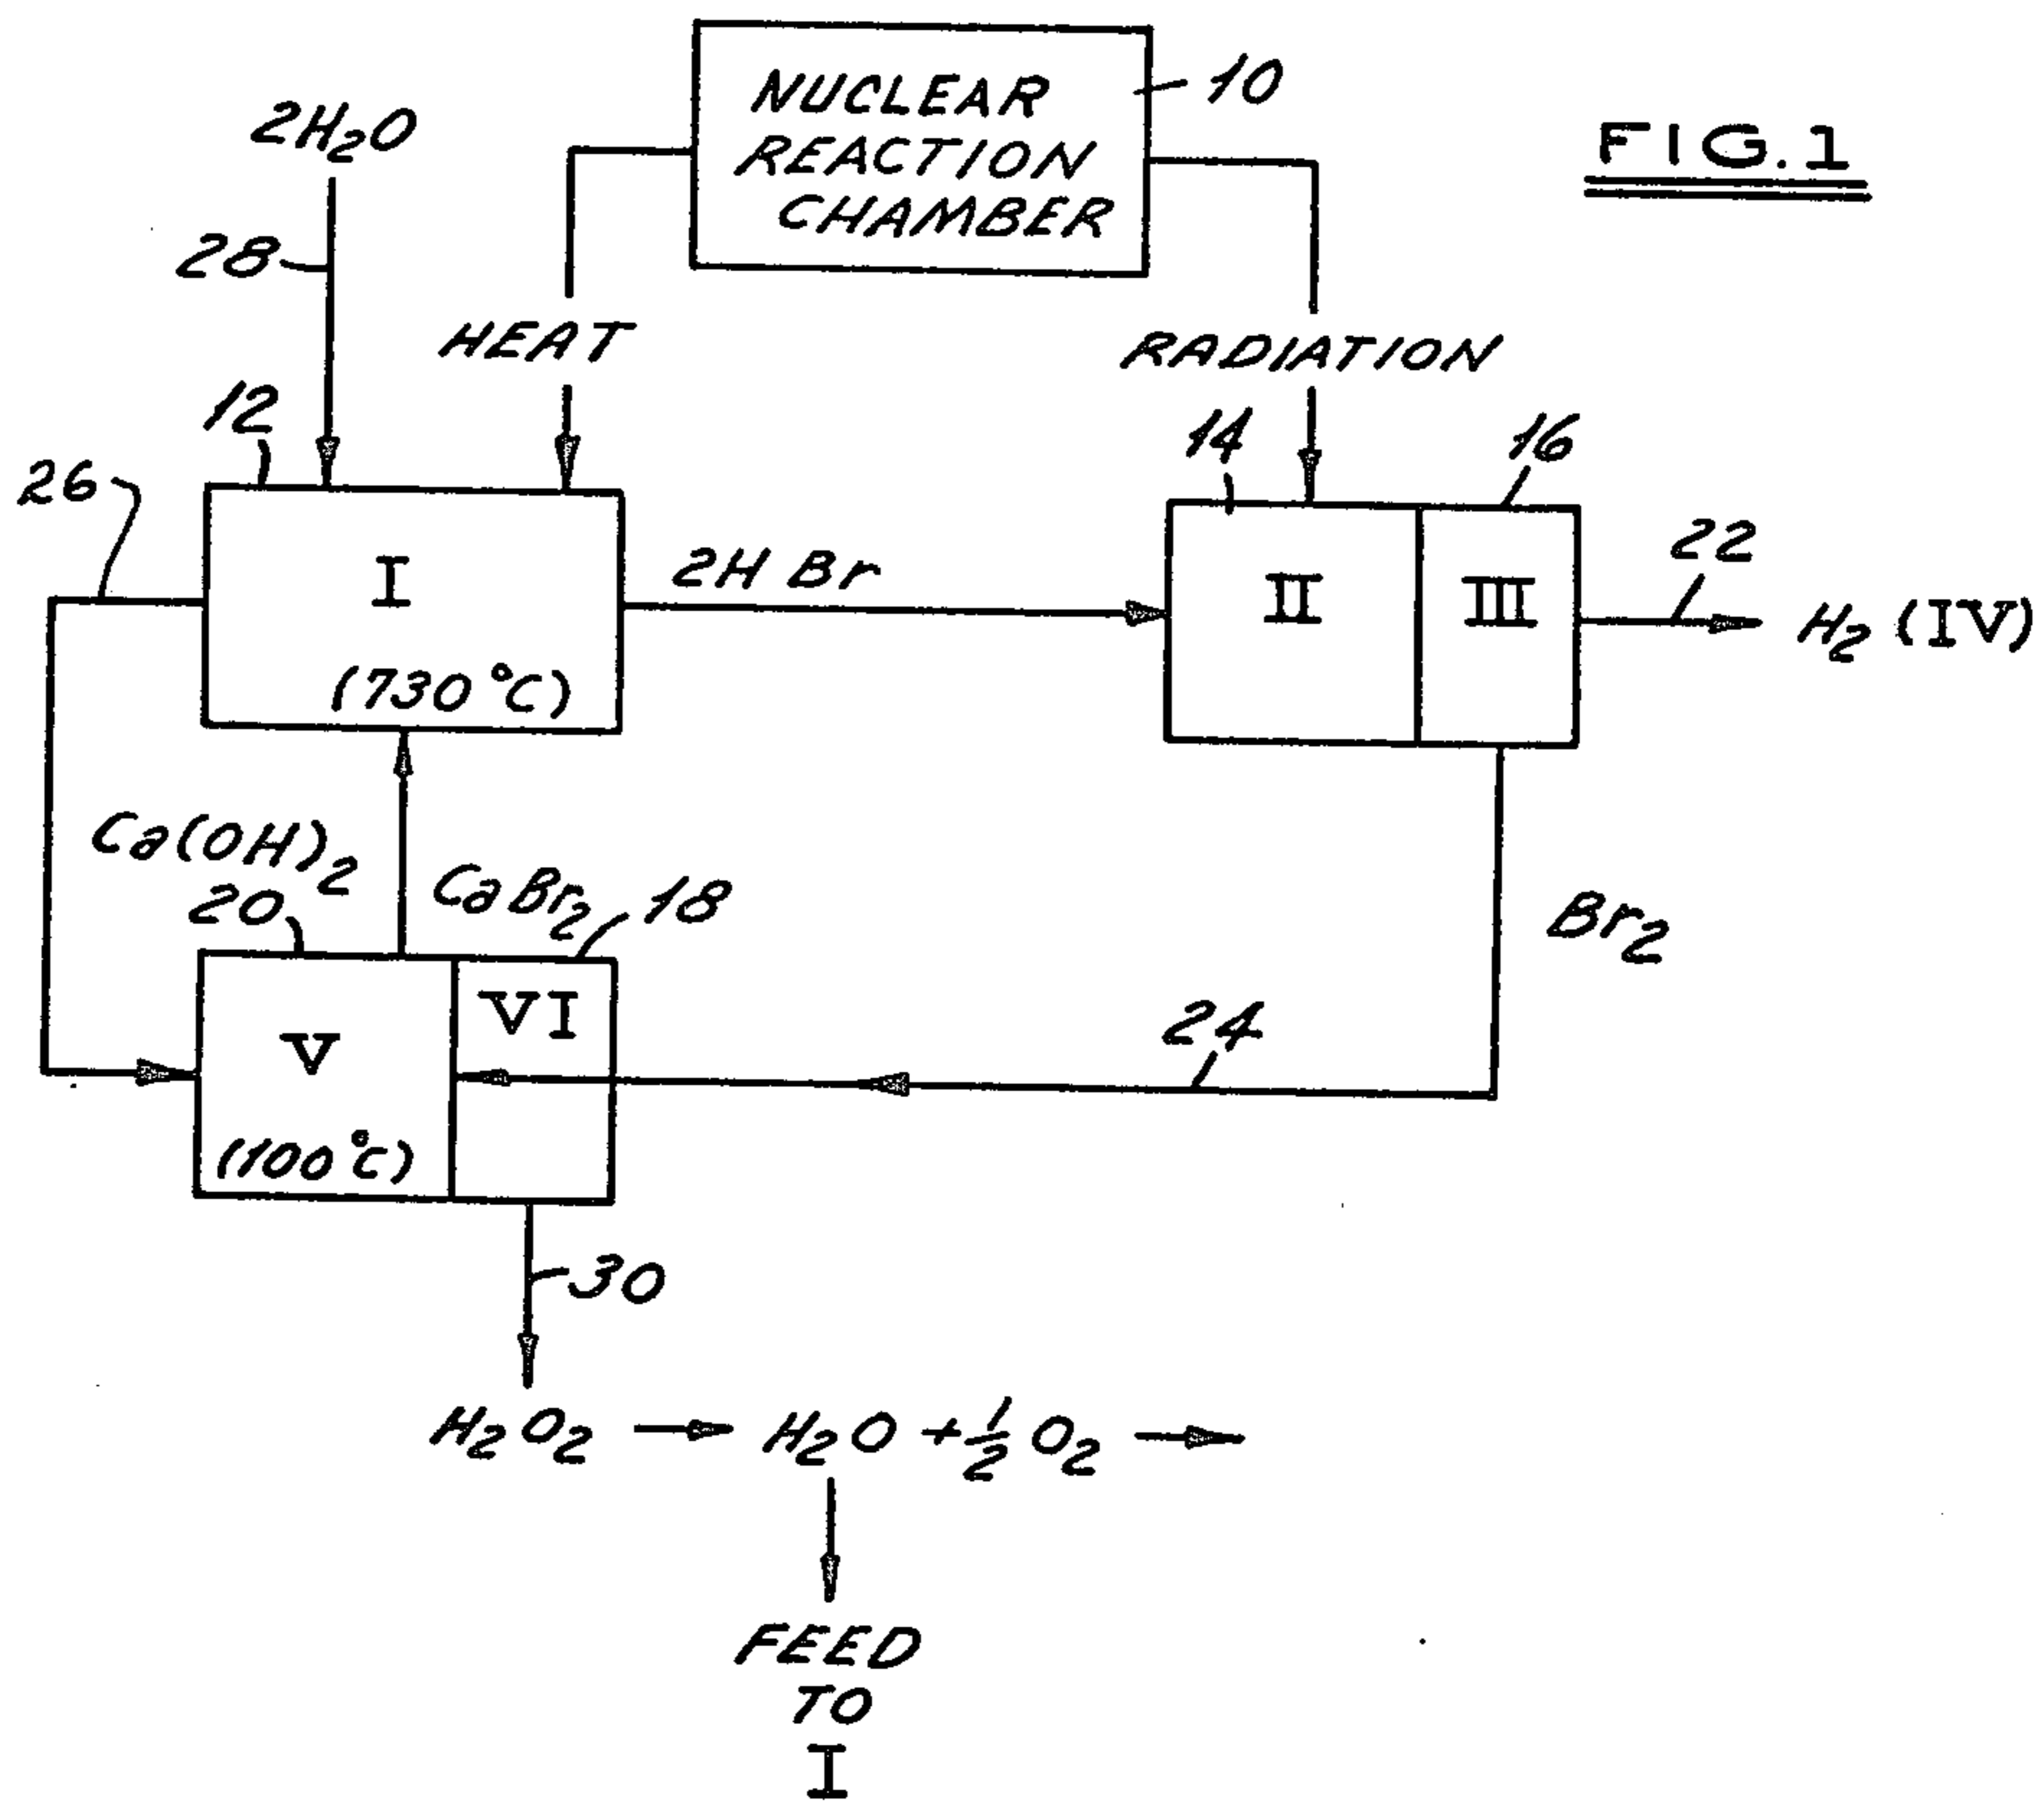 NUCLEAR
REACTION
CHAMBER
10
FIG.1
2H₂O
28
HEAT
RADIATION
12
14
16
26
22
I
(730°C)
2H Br
II
III
H₂ (IV)
Ca(OH)₂
20
CaBr₂
18
Br₂
V
VI
(100°C)
24
30
H₂O₂ → H₂O + ½ O₂ →
FEED
TO
I